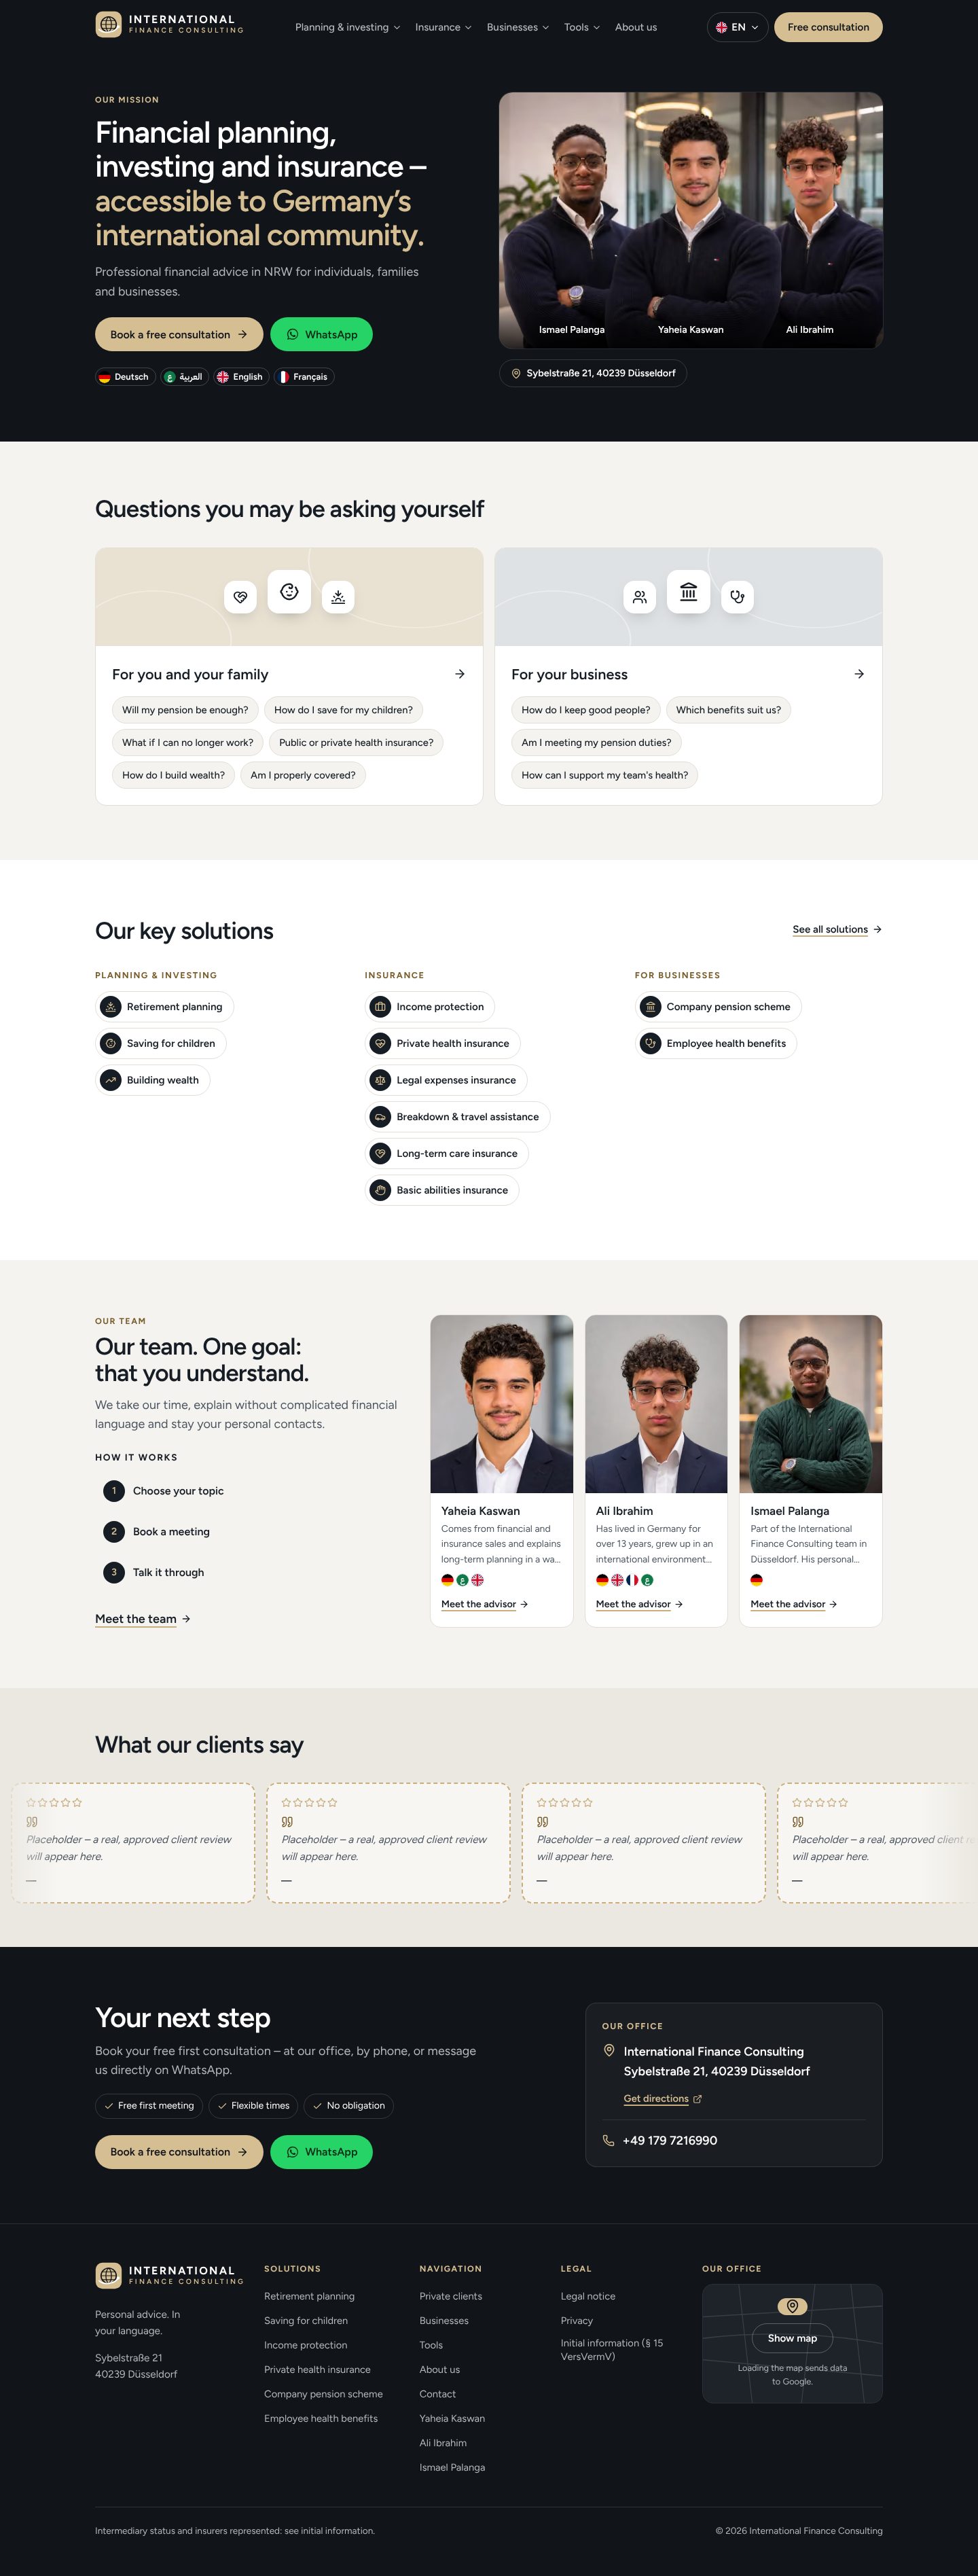 INTERNATIONAL
FINANCE CONSULTING
Planning & investing
Insurance
Businesses
Tools
About us
EN
Free consultation
OUR MISSION
Financial planning,
investing and insurance –
accessible to Germany’s
international community.
Professional financial advice in NRW for individuals, families
and businesses.
Book a free consultation
WhatsApp
Deutsch
ع العربية
English
Français
Ismael Palanga
Yaheia Kaswan
Ali Ibrahim
Sybelstraße 21, 40239 Düsseldorf
Questions you may be asking yourself
For you and your family
Will my pension be enough?
How do I save for my children?
What if I can no longer work?
Public or private health insurance?
How do I build wealth?
Am I properly covered?
For your business
How do I keep good people?
Which benefits suit us?
Am I meeting my pension duties?
How can I support my team's health?
Our key solutions
See all solutions
PLANNING & INVESTING
Retirement planning
Saving for children
Building wealth
INSURANCE
Income protection
Private health insurance
Legal expenses insurance
Breakdown & travel assistance
Long-term care insurance
Basic abilities insurance
FOR BUSINESSES
Company pension scheme
Employee health benefits
OUR TEAM
Our team. One goal:
that you understand.
We take our time, explain without complicated financial
language and stay your personal contacts.
HOW IT WORKS
1 Choose your topic
2 Book a meeting
3 Talk it through
Meet the team
Yaheia Kaswan
Comes from financial and
insurance sales and explains
long-term planning in a wa…
ع
Meet the advisor
Ali Ibrahim
Has lived in Germany for
over 13 years, grew up in an
international environment…
ع
Meet the advisor
Ismael Palanga
Part of the International
Finance Consulting team in
Düsseldorf. His personal…
Meet the advisor
What our clients say
Placeholder – a real, approved client review
will appear here.
—
Placeholder – a real, approved client review
will appear here.
—
Placeholder – a real, approved client review
will appear here.
—
Placeholder – a real, approved client
will appear here.
—
Your next step
Book your free first consultation – at our office, by phone, or message
us directly on WhatsApp.
Free first meeting
Flexible times
No obligation
Book a free consultation
WhatsApp
OUR OFFICE
International Finance Consulting
Sybelstraße 21, 40239 Düsseldorf
Get directions
+49 179 7216990
INTERNATIONAL
FINANCE CONSULTING
Personal advice. In
your language.
Sybelstraße 21
40239 Düsseldorf
SOLUTIONS
Retirement planning
Saving for children
Income protection
Private health insurance
Company pension scheme
Employee health benefits
NAVIGATION
Private clients
Businesses
Tools
About us
Contact
Yaheia Kaswan
Ali Ibrahim
Ismael Palanga
LEGAL
Legal notice
Privacy
Initial information (§ 15
VersVermV)
OUR OFFICE
Show map
Loading the map sends data
to Google.
Intermediary status and insurers represented: see initial information.
© 2026 International Finance Consulting